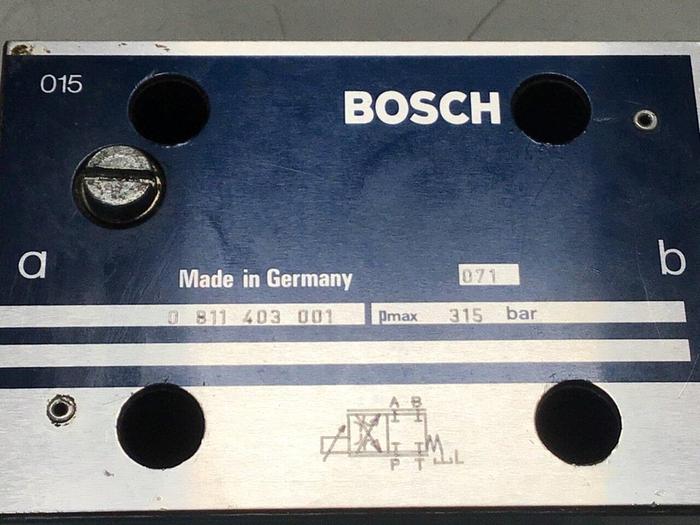 015
BOSCH
a
b
Made in Germany 071
0 811 403 001 pmax 315 bar
A B
P T L